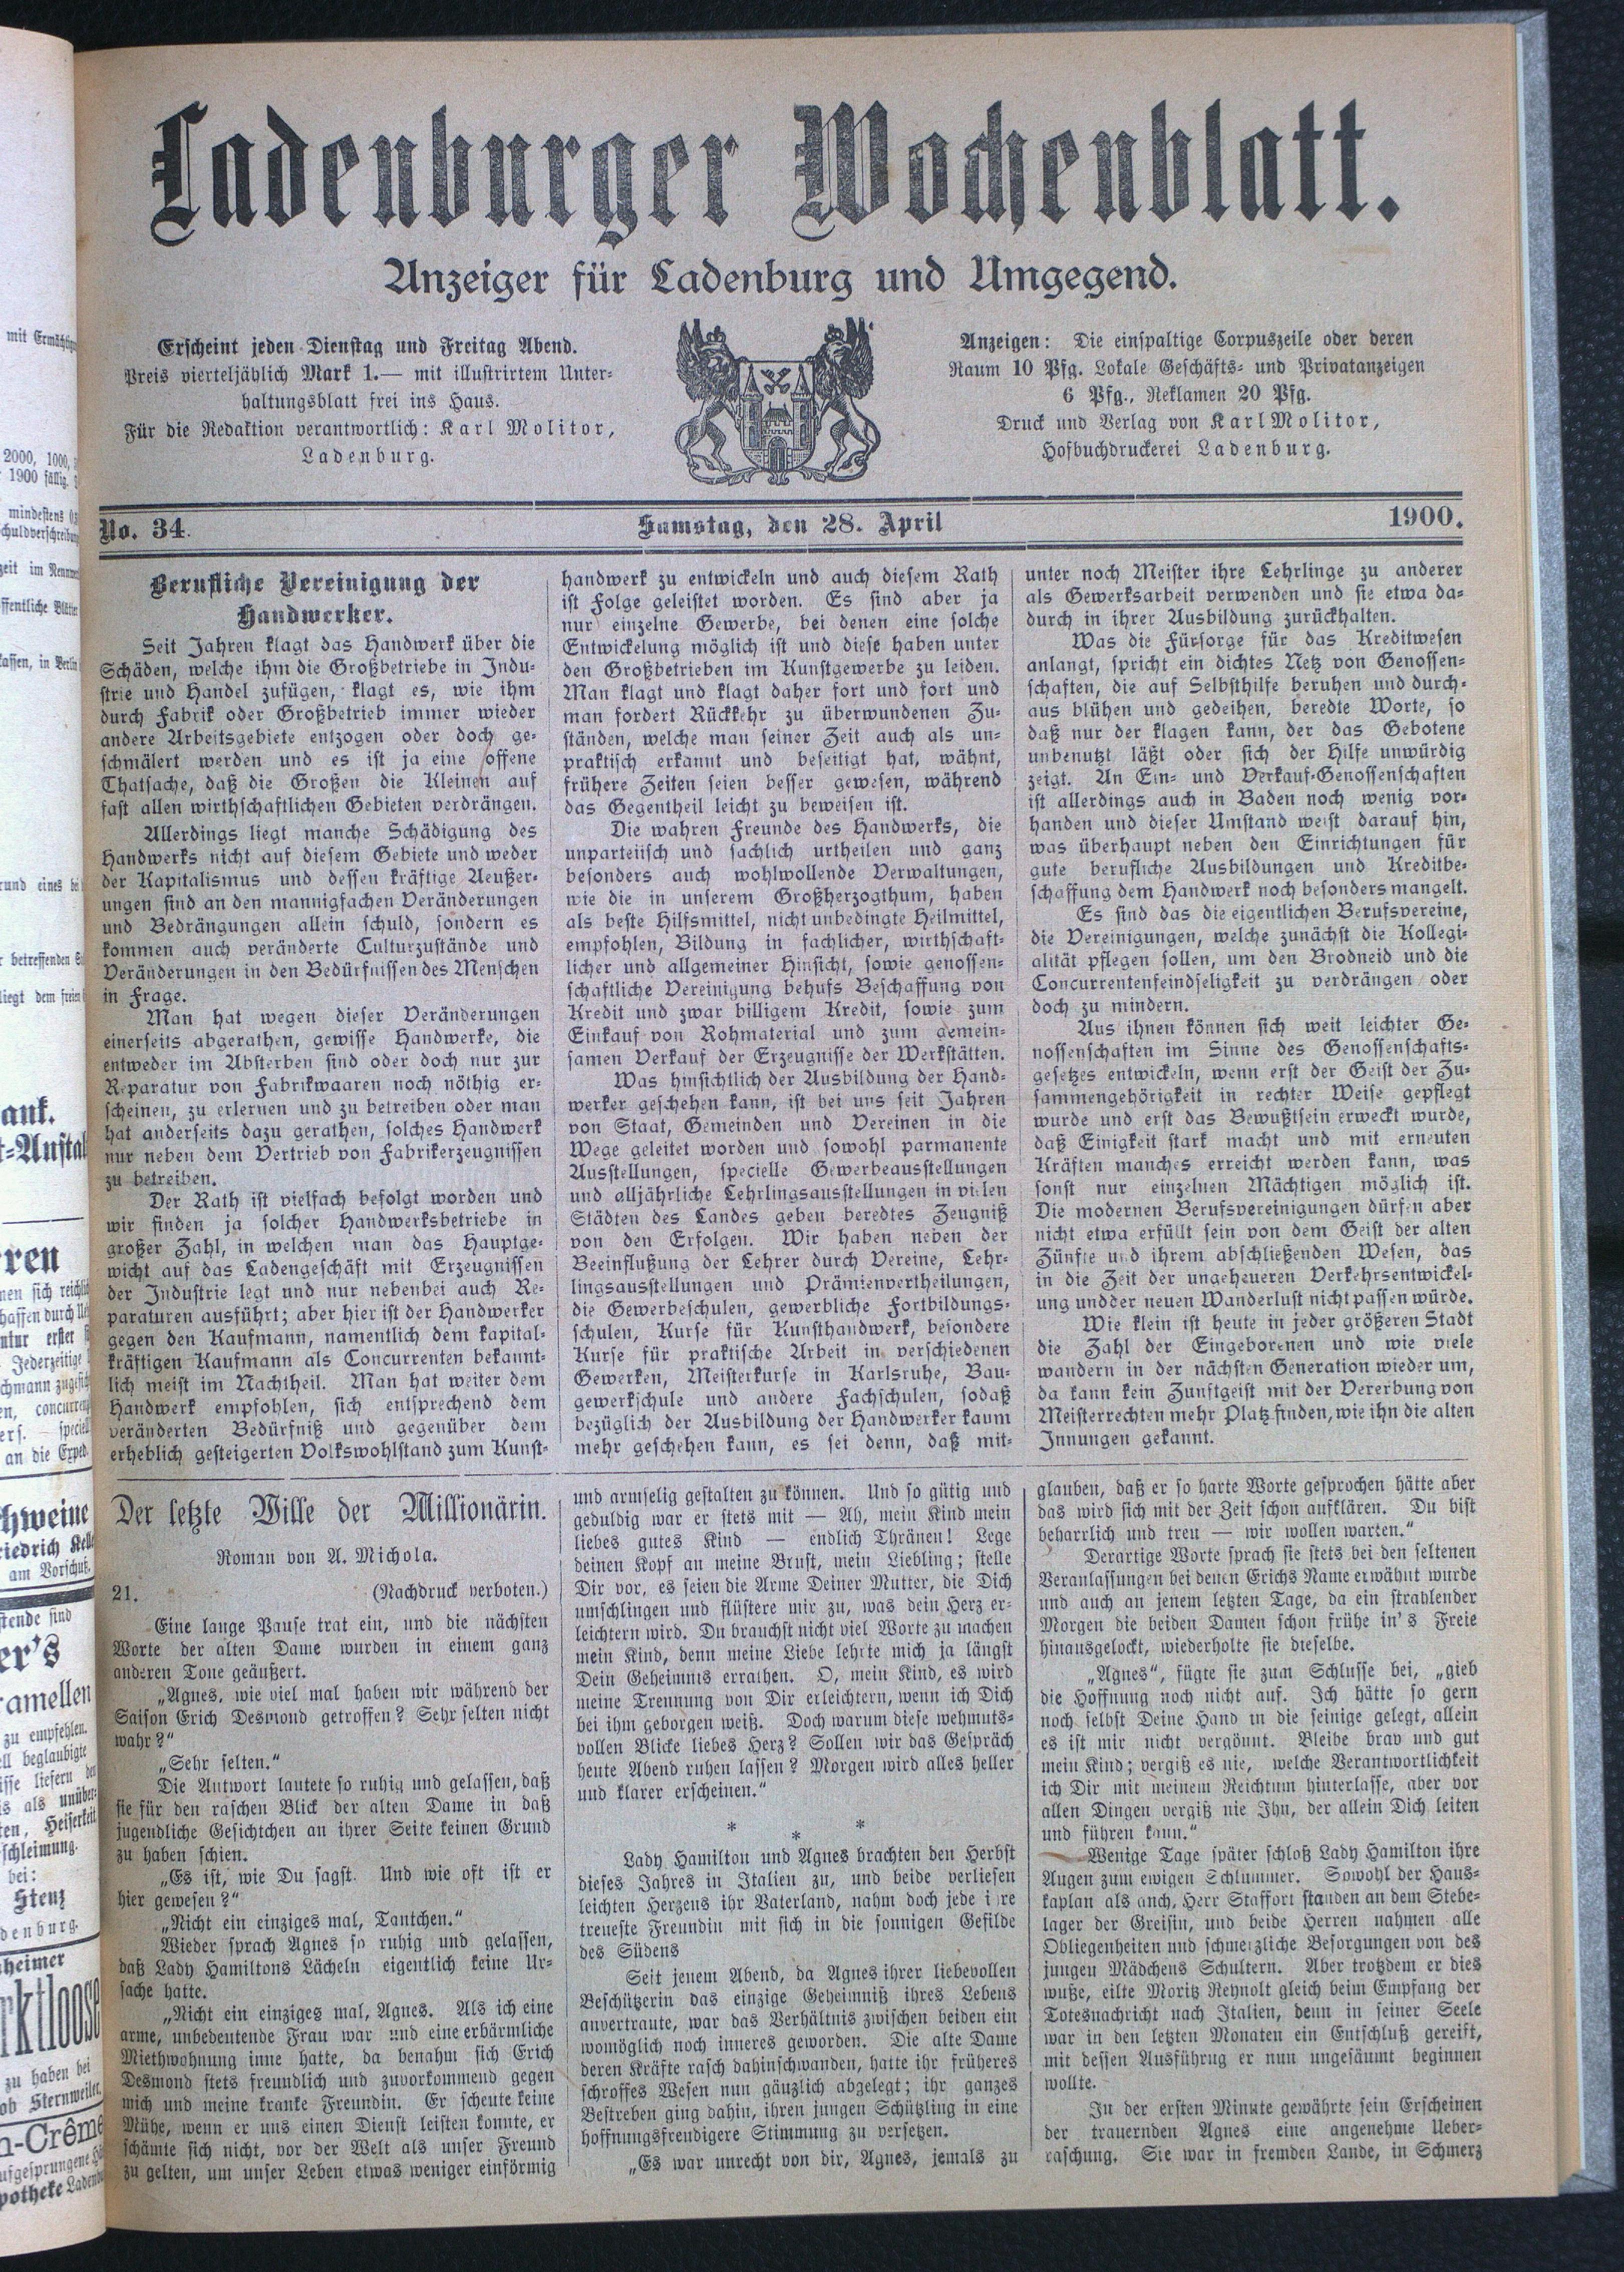 Ladenburger Wochenblatt.
Anzeiger für Ladenburg und Umgegend.
Erscheint jeden Dienstag und Freitag Abend.
Preis vierteljählich Mark 1.— mit illustrirtem Unter-
haltungsblatt frei ins Haus.
Für die Redaktion verantwortlich: Karl Molitor,
Ladenburg.
Anzeigen: Die einspaltige Corpuszeile oder deren
Raum 10 Pfg. Lokale Geschäfts- und Privatanzeigen
6 Pfg., Reklamen 20 Pfg.
Druck und Verlag von Karl Molitor,
Hofbuchdruckerei Ladenburg.
No. 34.
Samstag, den 28. April
1900.
Berufliche Vereinigung der
Handwerker.
Seit Jahren klagt das Handwerk über die
Schäden, welche ihm die Großbetriebe in Indu-
strie und Handel zufügen, klagt es, wie ihm
durch Fabrik oder Großbetrieb immer wieder
andere Arbeitsgebiete entzogen oder doch ge-
schmälert werden und es ist ja eine offene
Thatsache, daß die Großen die Kleinen auf
fast allen wirthschaftlichen Gebieten verdrängen.
Allerdings liegt manche Schädigung des
Handwerks nicht auf diesem Gebiete und weder
der Kapitalismus und dessen kräftige Aeußer-
ungen sind an den mannigfachen Veränderungen
und Bedrängungen allein schuld, sondern es
kommen auch veränderte Culturzustände und
Veränderungen in den Bedürfnissen des Menschen
in Frage.
Man hat wegen dieser Veränderungen
einerseits abgerathen, gewisse Handwerke, die
entweder im Absterben sind oder doch nur zur
Reparatur von Fabrikwaaren noch nöthig er-
scheinen, zu erlernen und zu betreiben oder man
hat anderseits dazu gerathen, solches Handwerk
nur neben dem Vertrieb von Fabrikerzeugnissen
zu betreiben.
Der Rath ist vielfach befolgt worden und
wir finden ja solcher Handwerksbetriebe in
großer Zahl, in welchen man das Hauptge-
wicht auf das Ladengeschäft mit Erzeugnissen
der Industrie legt und nur nebenbei auch Re-
paraturen ausführt; aber hier ist der Handwerker
gegen den Kaufmann, namentlich dem kapital-
kräftigen Kaufmann als Concurrenten bekannt-
lich meist im Nachtheil. Man hat weiter dem
Handwerk empfohlen, sich entsprechend dem
veränderten Bedürfniß und gegenüber dem
erheblich gesteigerten Volkswohlstand zum Kunst-
handwerk zu entwickeln und auch diesem Rath
ist Folge geleistet worden. Es sind aber ja
nur einzelne Gewerbe, bei denen eine solche
Entwickelung möglich ist und diese haben unter
den Großbetrieben im Kunstgewerbe zu leiden.
Man klagt und klagt daher fort und fort und
man fordert Rückkehr zu überwundenen Zu-
ständen, welche man seiner Zeit auch als un-
praktisch erkannt und beseitigt hat, wähnt,
frühere Zeiten seien besser gewesen, während
das Gegentheil leicht zu beweisen ist.
Die wahren Freunde des Handwerks, die
unparteiisch und sachlich urtheilen und ganz
besonders auch wohlwollende Verwaltungen,
wie die in unserem Großherzogthum, haben
als beste Hilfsmittel, nicht unbedingte Heilmittel,
empfohlen, Bildung in fachlicher, wirthschaft-
licher und allgemeiner Hinsicht, sowie genossen-
schaftliche Vereinigung behufs Beschaffung von
Kredit und zwar billigem Kredit, sowie zum
Einkauf von Rohmaterial und zum gemein-
samen Verkauf der Erzeugnisse der Werkstätten.
Was hinsichtlich der Ausbildung der Hand-
werker geschehen kann, ist bei uns seit Jahren
von Staat, Gemeinden und Vereinen in die
Wege geleitet worden und sowohl parmanente
Ausstellungen, specielle Gewerbeausstellungen
und alljährliche Lehrlingsausstellungen in vielen
Städten des Landes geben beredtes Zeugniß
von den Erfolgen. Wir haben neben der
Beeinflußung der Lehrer durch Vereine, Lehr-
lingsausstellungen und Prämienvertheilungen,
die Gewerbeschulen, gewerbliche Fortbildungs-
schulen, Kurse für Kunsthandwerk, besondere
Kurse für praktische Arbeit in verschiedenen
Gewerken, Meisterkurse in Karlsruhe, Bau-
gewerkschule und andere Fachschulen, sodaß
bezüglich der Ausbildung der Handwerker kaum
mehr geschehen kann, es sei denn, daß mit-
unter noch Meister ihre Lehrlinge zu anderer
als Gewerksarbeit verwenden und sie etwa da-
durch in ihrer Ausbildung zurückhalten.
Was die Fürsorge für das Kreditwesen
anlangt, spricht ein dichtes Netz von Genossen-
schaften, die auf Selbsthilfe beruhen und durch-
aus blühen und gedeihen, beredte Worte, so
daß nur der klagen kann, der das Gebotene
unbenutzt läßt oder sich der Hilfe unwürdig
zeigt. An Ein- und Verkauf-Genossenschaften
ist allerdings auch in Baden noch wenig vor-
handen und dieser Umstand weist darauf hin,
was überhaupt neben den Einrichtungen für
gute berufliche Ausbildungen und Kreditbe-
schaffung dem Handwerk noch besonders mangelt.
Es sind das die eigentlichen Berufsvereine,
die Vereinigungen, welche zunächst die Kollegi-
alität pflegen sollen, um den Brodneid und die
Concurrentenfeindseligkeit zu verdrängen oder
doch zu mindern.
Aus ihnen können sich weit leichter Ge-
nossenschaften im Sinne des Genossenschafts-
gesetzes entwickeln, wenn erst der Geist der Zu-
sammengehörigkeit in rechter Weise gepflegt
wurde und erst das Bewußtsein erweckt wurde,
daß Einigkeit stark macht und mit erneuten
Kräften manches erreicht werden kann, was
sonst nur einzelnen Mächtigen möglich ist.
Die modernen Berufsvereinigungen dürfen aber
nicht etwa erfüllt sein von dem Geist der alten
Zünfte und ihrem abschließenden Wesen, das
in die Zeit der ungeheueren Verkehrsentwickel-
ung und der neuen Wanderlust nicht passen würde.
Wie klein ist heute in jeder größeren Stadt
die Zahl der Eingeborenen und wie viele
wandern in der nächsten Generation wieder um,
da kann kein Zunftgeist mit der Vererbung von
Meisterrechten mehr Platz finden, wie ihn die alten
Innungen gekannt.
Der letzte Wille der Millionärin.
Roman von A. Michola.
21. (Nachdruck verboten.)
Eine lange Pause trat ein, und die nächsten
Worte der alten Dame wurden in einem ganz
anderen Tone geäußert.
„Agnes, wie viel mal haben wir während der
Saison Erich Desmond getroffen? Sehr selten nicht
wahr?“
„Sehr selten.“
Die Antwort lautete so ruhig und gelassen, daß
sie für den raschen Blick der alten Dame in daß
jugendliche Gesichtchen an ihrer Seite keinen Grund
zu haben schien.
„Es ist, wie Du sagst. Und wie oft ist er
hier gewesen?“
„Nicht ein einziges mal, Tantchen.“
Wieder sprach Agnes so ruhig und gelassen,
daß Lady Hamiltons Lächeln eigentlich keine Ur-
sache hatte.
„Nicht ein einziges mal, Agnes. Als ich eine
arme, unbedeutende Frau war und eine erbärmliche
Miethwohnung inne hatte, da benahm sich Erich
Desmond stets freundlich und zuvorkommend gegen
mich und meine kranke Freundin. Er scheute keine
Mühe, wenn er uns einen Dienst leisten konnte, er
schämte sich nicht, vor der Welt als unser Freund
zu gelten, um unser Leben etwas weniger einförmig
und armselig gestalten zu können. Und so gütig und
geduldig war er stets mit — Ah, mein Kind mein
liebes gutes Kind — endlich Thränen! Lege
deinen Kopf an meine Brust, mein Liebling; stelle
Dir vor, es seien die Arme Deiner Mutter, die Dich
umschlingen und flüstere mir zu, was dein Herz er-
leichtern wird. Du brauchst nicht viel Worte zu machen
mein Kind, denn meine Liebe lehrte mich ja längst
Dein Geheimnis errathen. O, mein Kind, es wird
meine Trennung von Dir erleichtern, wenn ich Dich
bei ihm geborgen weiß. Doch warum diese wehmuts-
vollen Blicke liebes Herz? Sollen wir das Gespräch
heute Abend ruhen lassen? Morgen wird alles heller
und klarer erscheinen.“
* * *
Lady Hamilton und Agnes brachten den Herbst
dieses Jahres in Italien zu, und beide verliesen
leichten Herzens ihr Vaterland, nahm doch jede i re
treueste Freundin mit sich in die sonnigen Gefilde
des Südens
Seit jenem Abend, da Agnes ihrer liebevollen
Beschützerin das einzige Geheimniß ihres Lebens
anvertraute, war das Verhältnis zwischen beiden ein
womöglich noch inneres geworden. Die alte Dame
deren Kräfte rasch dahinschwanden, hatte ihr früheres
schroffes Wesen nun gänzlich abgelegt; ihr ganzes
Bestreben ging dahin, ihren jungen Schützling in eine
hoffnungsfreudigere Stimmung zu versetzen.
„Es war unrecht von dir, Agnes, jemals zu
glauben, daß er so harte Worte gesprochen hätte aber
das wird sich mit der Zeit schon aufklären. Du bist
beharrlich und treu — wir wollen warten.“
Derartige Worte sprach sie stets bei den seltenen
Veranlassungen bei denen Erichs Name erwähnt wurde
und auch an jenem letzten Tage, da ein strahlender
Morgen die beiden Damen schon frühe in's Freie
hinausgelockt, wiederholte sie dieselbe.
„Agnes“, fügte sie zum Schlusse bei, „gieb
die Hoffnung noch nicht auf. Ich hätte so gern
noch selbst Deine Hand in die seinige gelegt, allein
es ist mir nicht vergönnt. Bleibe brav und gut
mein Kind; vergiß es nie, welche Verantwortlichkeit
ich Dir mit meinem Reichtum hinterlasse, aber vor
allen Dingen vergiß nie Ihn, der allein Dich leiten
und führen kann.“
Wenige Tage später schloß Lady Hamilton ihre
Augen zum ewigen Schlummer. Sowohl der Haus-
kaplan als auch, Herr Staffort standen an dem Stebe-
lager der Greisin, und beide Herren nahmen alle
Obliegenheiten und schmerzliche Besorgungen von des
jungen Mädchens Schultern. Aber trotzdem er dies
wußte, eilte Moritz Reynolt gleich beim Empfang der
Totesnachricht nach Italien, denn in seiner Seele
war in den letzten Monaten ein Entschluß gereift,
mit dessen Ausführug er nun ungesäumt beginnen
wollte.
In der ersten Minute gewährte sein Erscheinen
der trauernden Agnes eine angenehme Ueber-
raschung. Sie war in fremden Lande, in Schmerz